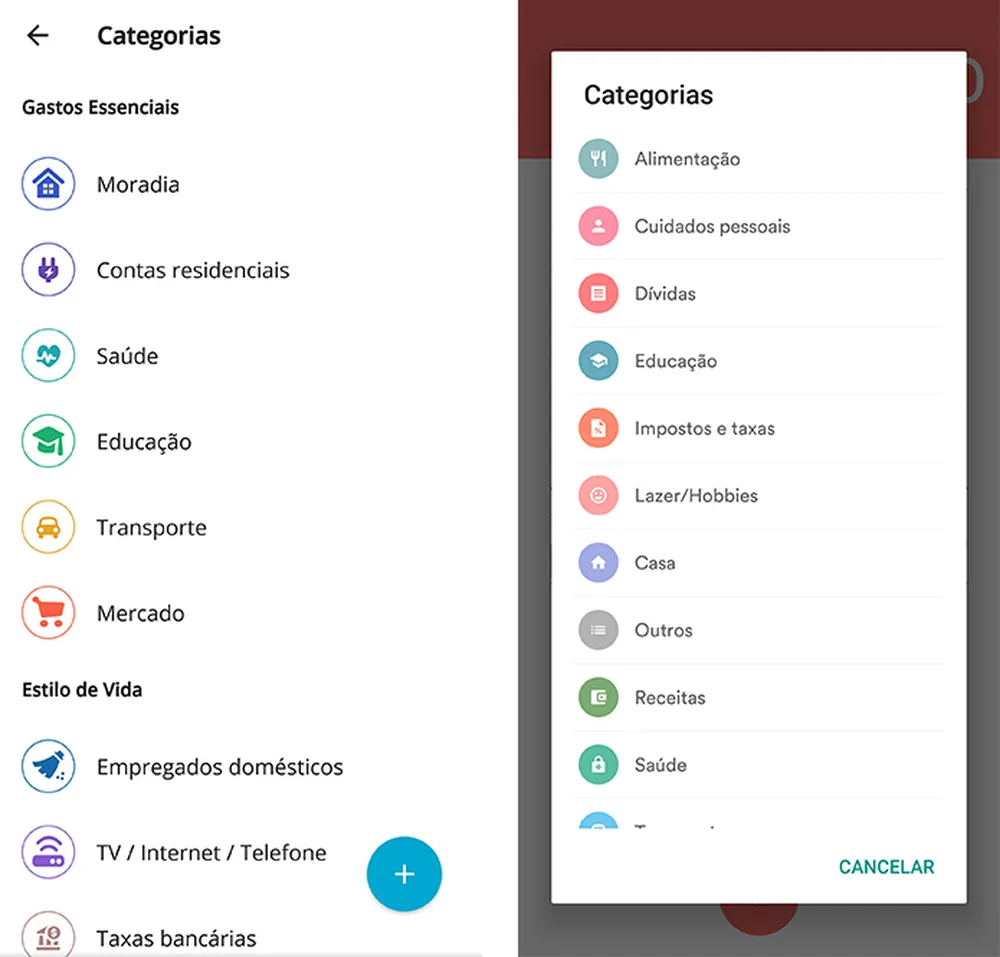 Categorias
Gastos Essenciais
Moradia
Contas residenciais
Saúde
Educação
Transporte
Mercado
Estilo de Vida
Empregados domésticos
TV / Internet / Telefone
Taxas bancárias
Categorias
Alimentação
Cuidados pessoais
Dívidas
Educação
Impostos e taxas
Lazer/Hobbies
Casa
Outros
Receitas
Saúde
CANCELAR